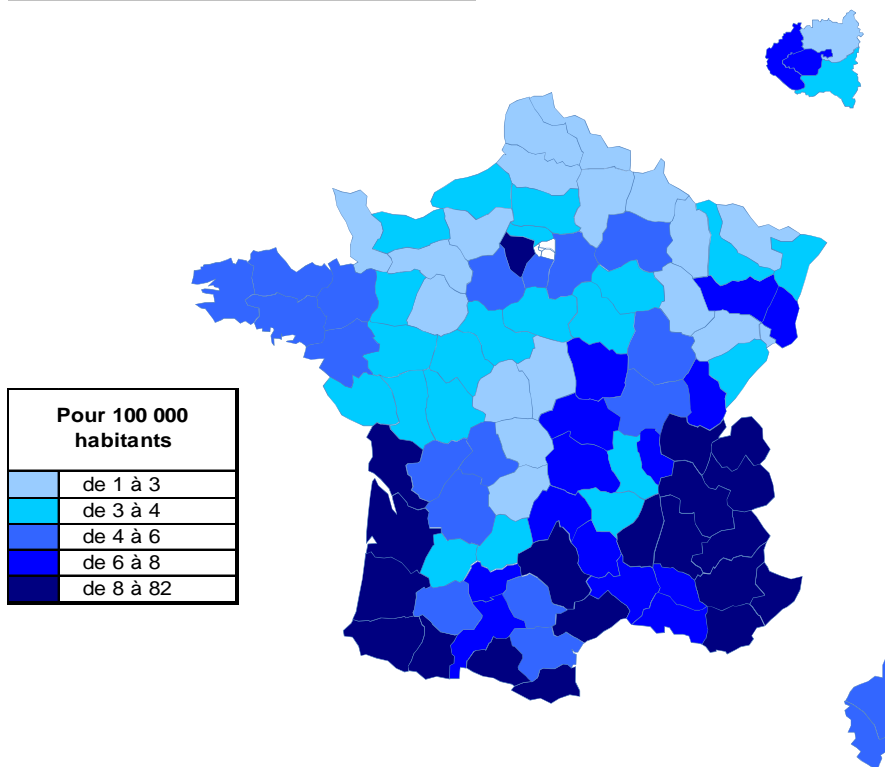 Pour 100 000
habitants
de 1 à 3
de 3 à 4
de 4 à 6
de 6 à 8
de 8 à 82